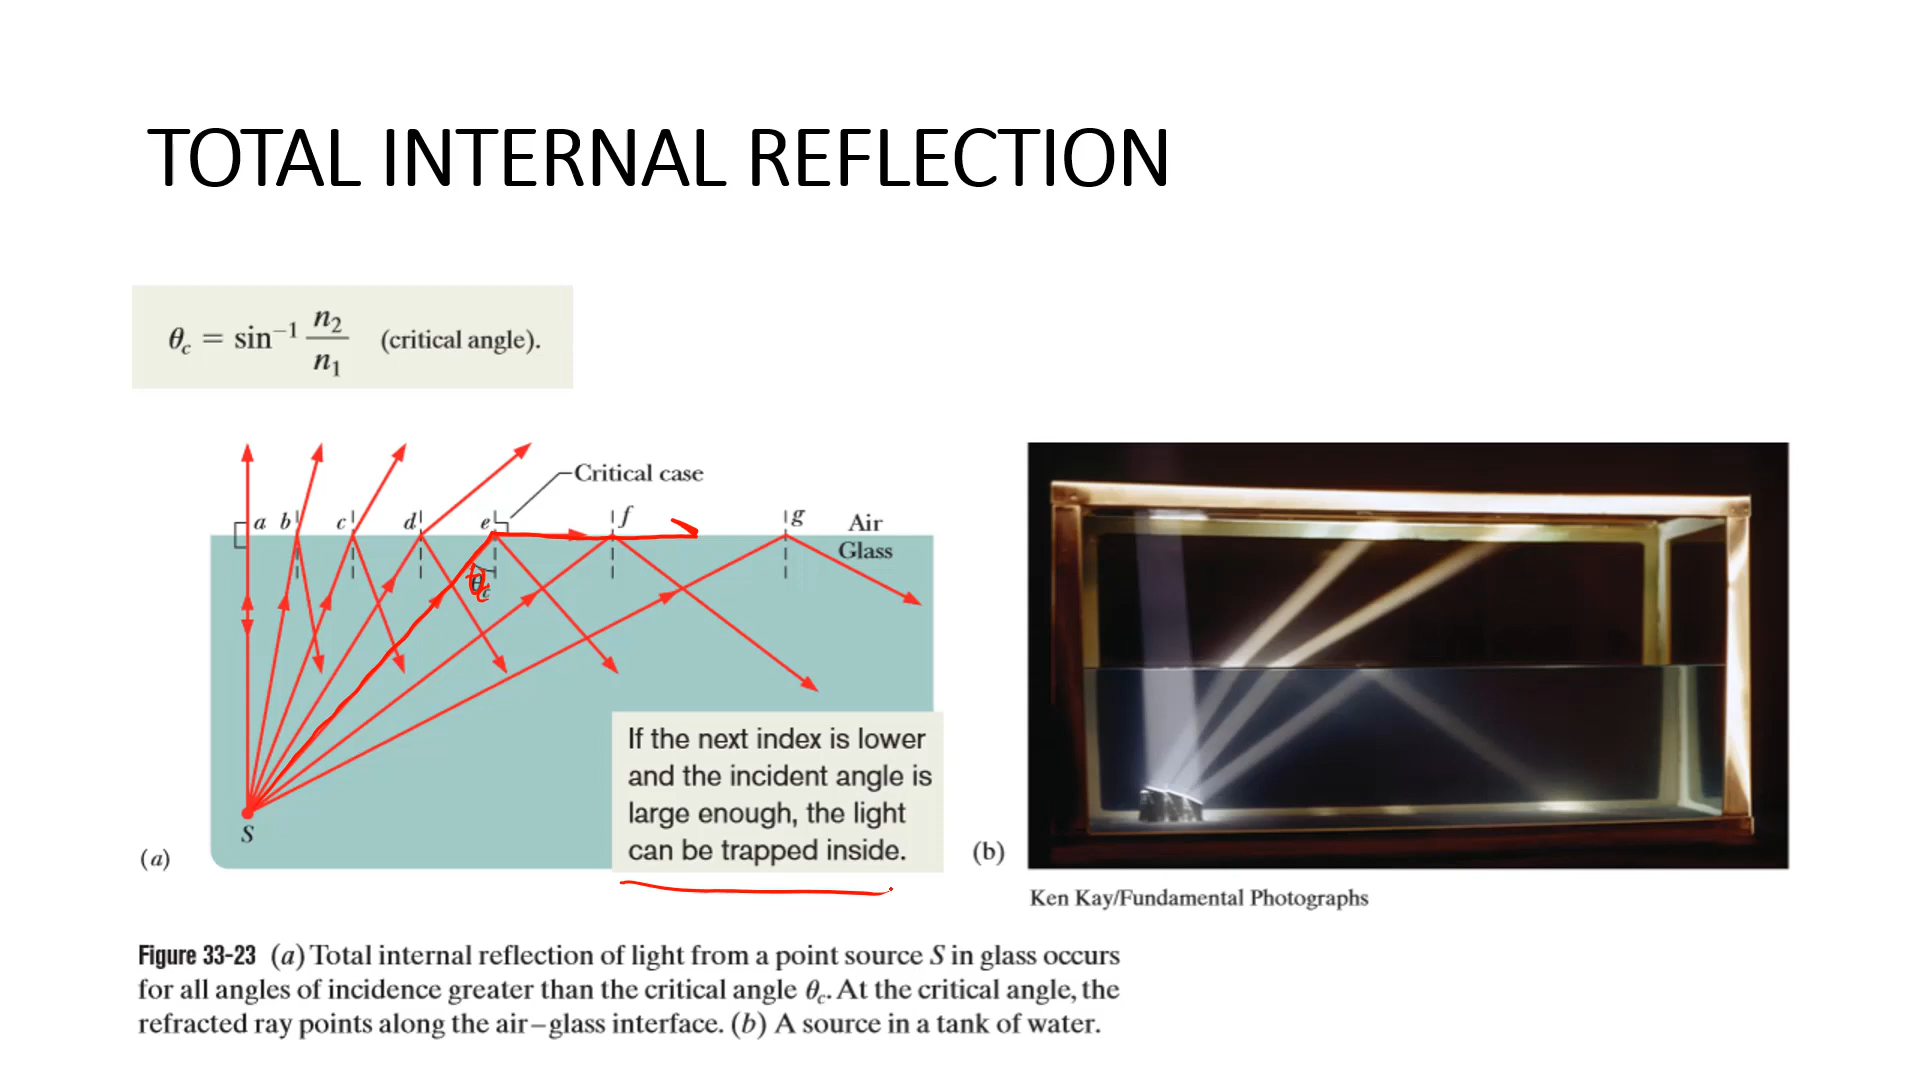 TOTAL INTERNAL REFLECTION
θc = sin⁻¹ n2/n1 (critical angle).
Critical case
a b c d e f g Air
Glass
θc
θc
S
(a)
If the next index is lower
and the incident angle is
large enough, the light
can be trapped inside.
(b)
Ken Kay/Fundamental Photographs
Figure 33-23 (a) Total internal reflection of light from a point source S in glass occurs
for all angles of incidence greater than the critical angle θc. At the critical angle, the
refracted ray points along the air–glass interface. (b) A source in a tank of water.